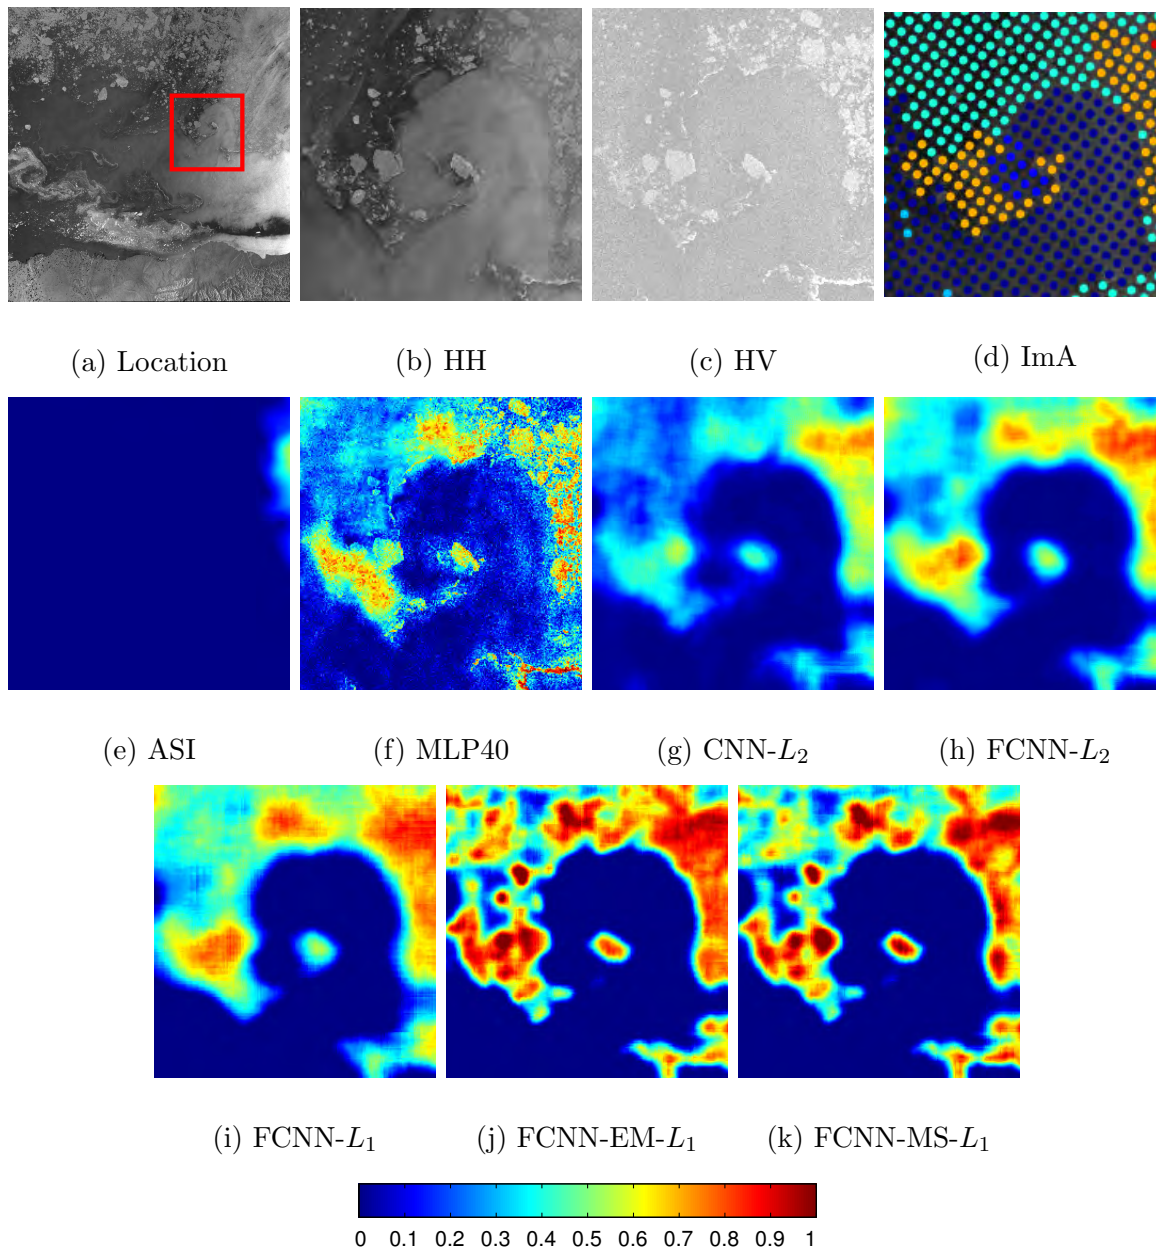 (a) Location
(b) HH
(c) HV
(d) ImA
(e) ASI
(f) MLP40
(g) CNN-L₂
(h) FCNN-L₂
(i) FCNN-L₁
(j) FCNN-EM-L₁
(k) FCNN-MS-L₁
0 0.1 0.2 0.3 0.4 0.5 0.6 0.7 0.8 0.9 1